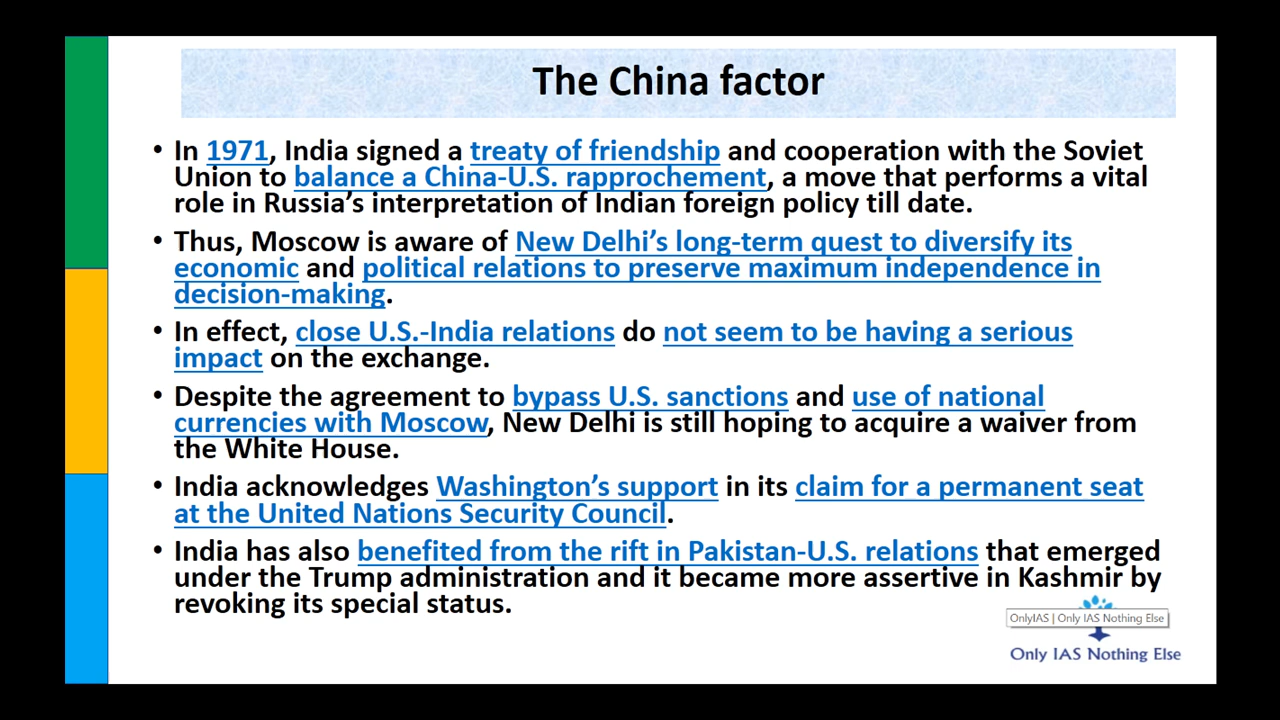 The China factor
• In 1971, India signed a treaty of friendship and cooperation with the Soviet
Union to balance a China-U.S. rapprochement, a move that performs a vital
role in Russia's interpretation of Indian foreign policy till date.
• Thus, Moscow is aware of New Delhi's long-term quest to diversify its
economic and political relations to preserve maximum independence in
decision-making.
• In effect, close U.S.-India relations do not seem to be having a serious
impact on the exchange.
• Despite the agreement to bypass U.S. sanctions and use of national
currencies with Moscow, New Delhi is still hoping to acquire a waiver from
the White House.
• India acknowledges Washington's support in its claim for a permanent seat
at the United Nations Security Council.
• India has also benefited from the rift in Pakistan-U.S. relations that emerged
under the Trump administration and it became more assertive in Kashmir by
revoking its special status.
OnlyIAS | Only IAS Nothing Else
Only IAS Nothing Else